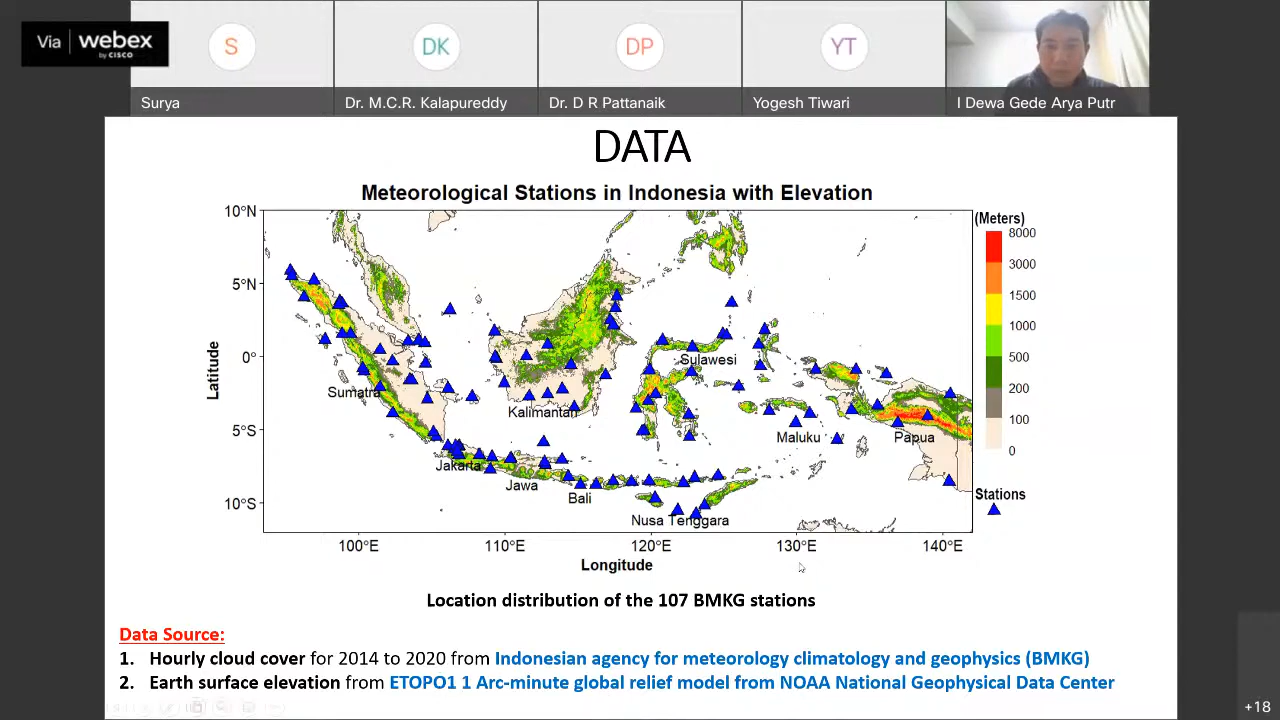 Via webex
by CISCO
S
DK
DP
YT
Surya
Dr. M.C.R. Kalapureddy
Dr. D R Pattanaik
Yogesh Tiwari
I Dewa Gede Arya Putr
DATA
Meteorological Stations in Indonesia with Elevation
10°N
5°N
0°
5°S
10°S
Latitude
(Meters)
8000
3000
1500
1000
500
200
100
0
Sumatra
Kalimantan
Sulawesi
Maluku
Papua
Jakarta
Jawa
Bali
Nusa Tenggara
Stations
100°E
110°E
120°E
130°E
140°E
Longitude
Location distribution of the 107 BMKG stations
Data Source:
1. Hourly cloud cover for 2014 to 2020 from Indonesian agency for meteorology climatology and geophysics (BMKG)
2. Earth surface elevation from ETOPO1 1 Arc-minute global relief model from NOAA National Geophysical Data Center
+18